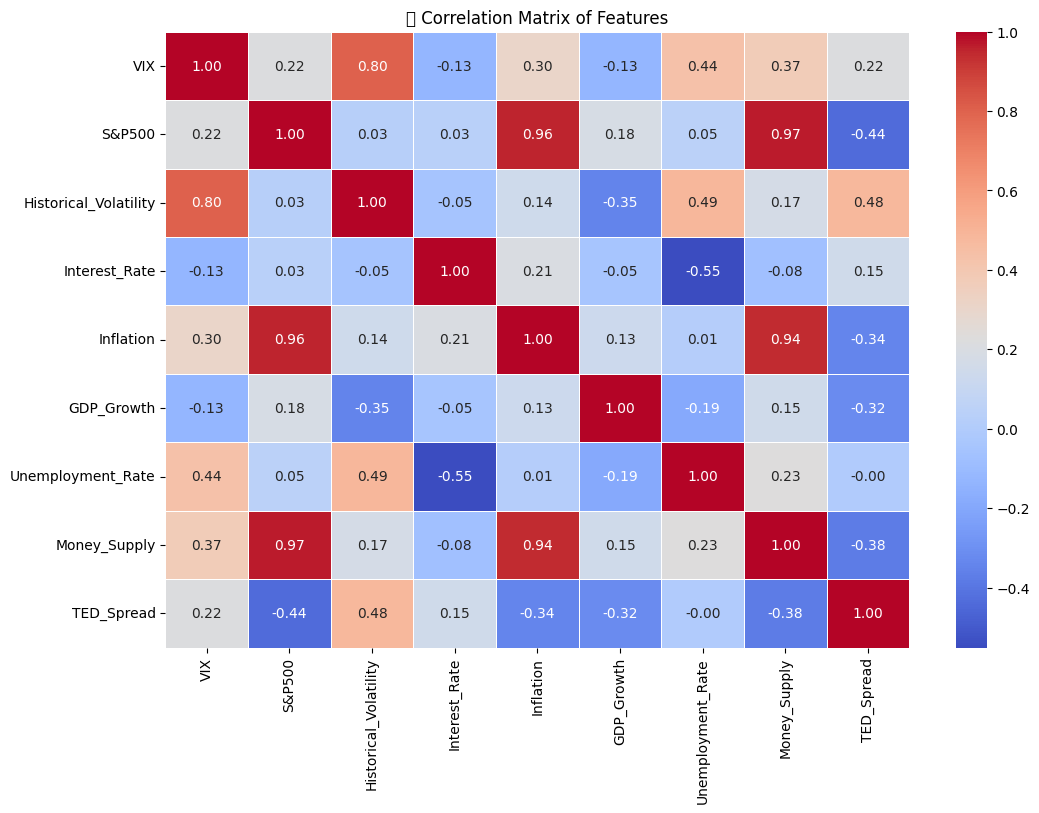 ▯ Correlation Matrix of Features
VIX 1.00 0.22 0.80 -0.13 0.30 -0.13 0.44 0.37 0.22
S&P500 0.22 1.00 0.03 0.03 0.96 0.18 0.05 0.97 -0.44
Historical_Volatility 0.80 0.03 1.00 -0.05 0.14 -0.35 0.49 0.17 0.48
Interest_Rate -0.13 0.03 -0.05 1.00 0.21 -0.05 -0.55 -0.08 0.15
Inflation 0.30 0.96 0.14 0.21 1.00 0.13 0.01 0.94 -0.34
GDP_Growth -0.13 0.18 -0.35 -0.05 0.13 1.00 -0.19 0.15 -0.32
Unemployment_Rate 0.44 0.05 0.49 -0.55 0.01 -0.19 1.00 0.23 -0.00
Money_Supply 0.37 0.97 0.17 -0.08 0.94 0.15 0.23 1.00 -0.38
TED_Spread 0.22 -0.44 0.48 0.15 -0.34 -0.32 -0.00 -0.38 1.00
VIX
S&P500
Historical_Volatility
Interest_Rate
Inflation
GDP_Growth
Unemployment_Rate
Money_Supply
TED_Spread
1.0
0.8
0.6
0.4
0.2
0.0
−0.2
−0.4